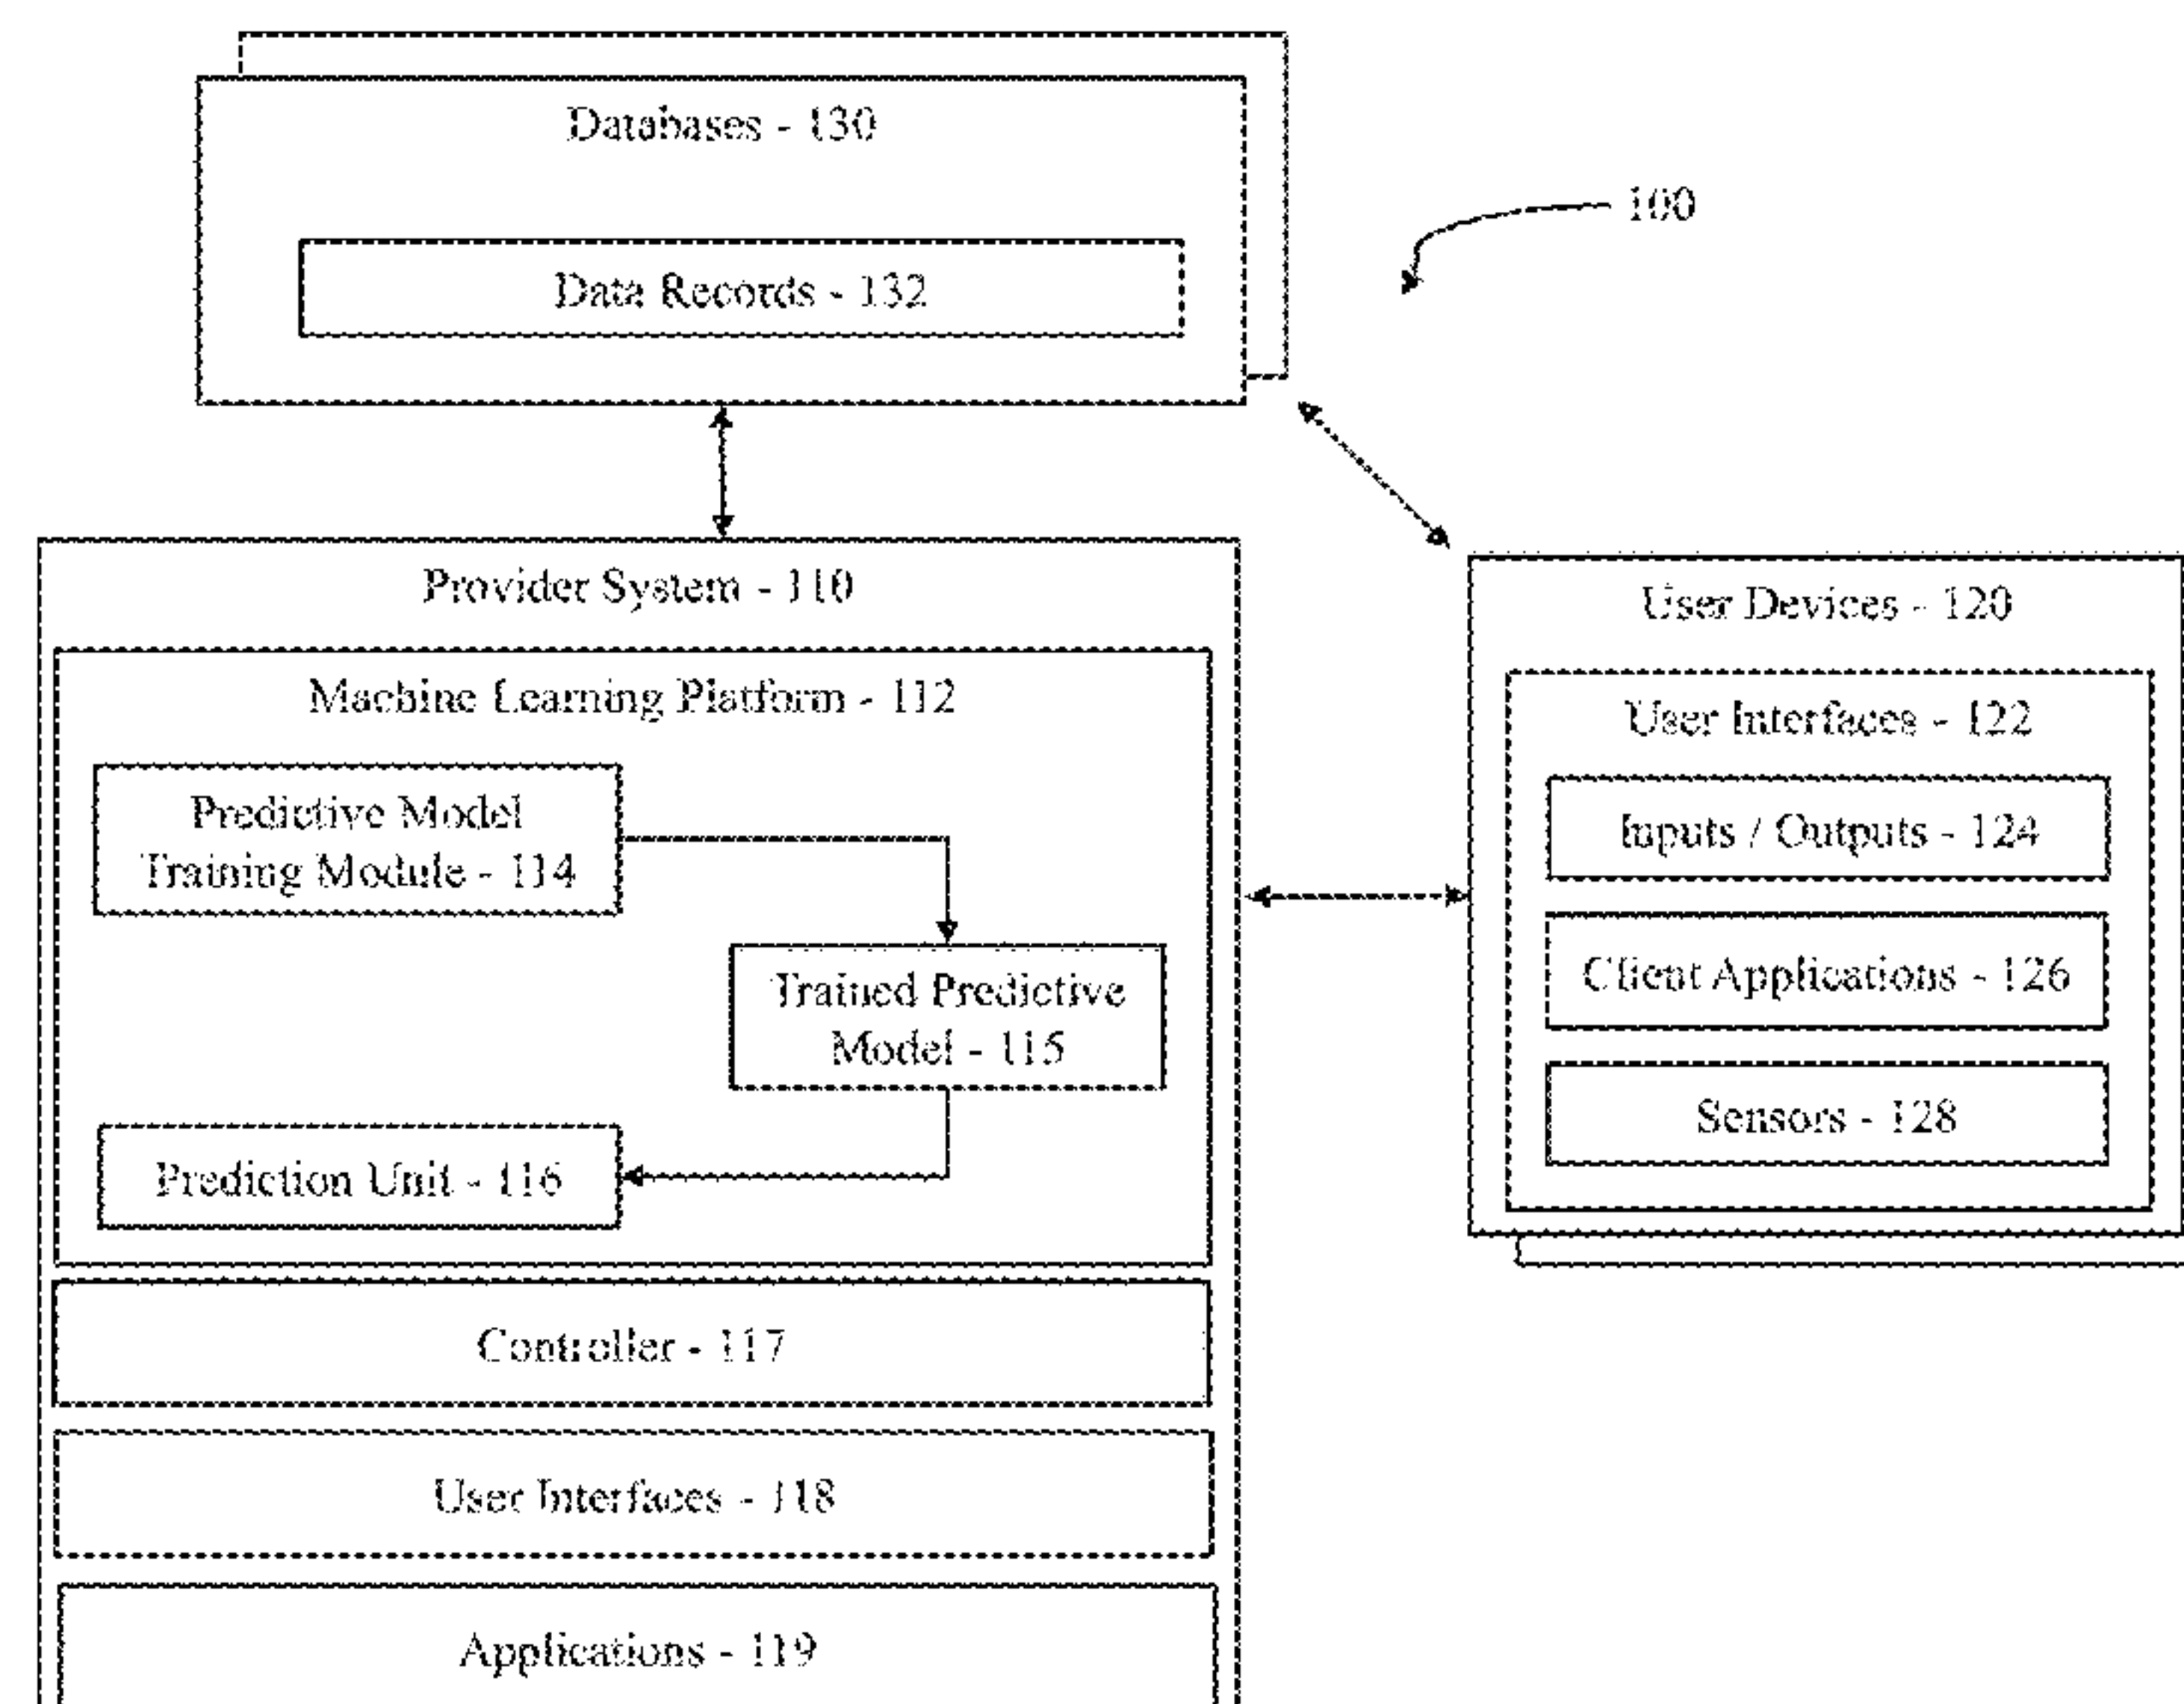 Databases - 130
Data Records - 132
100
Provider System - 110
Machine Learning Platform - 112
Predictive Model
Training Module - 114
Trained Predictive
Model - 115
Prediction Unit - 116
Controller - 117
User Interfaces - 118
Applications - 119
User Devices - 120
User Interfaces - 122
Inputs / Outputs - 124
Client Applications - 126
Sensors - 128